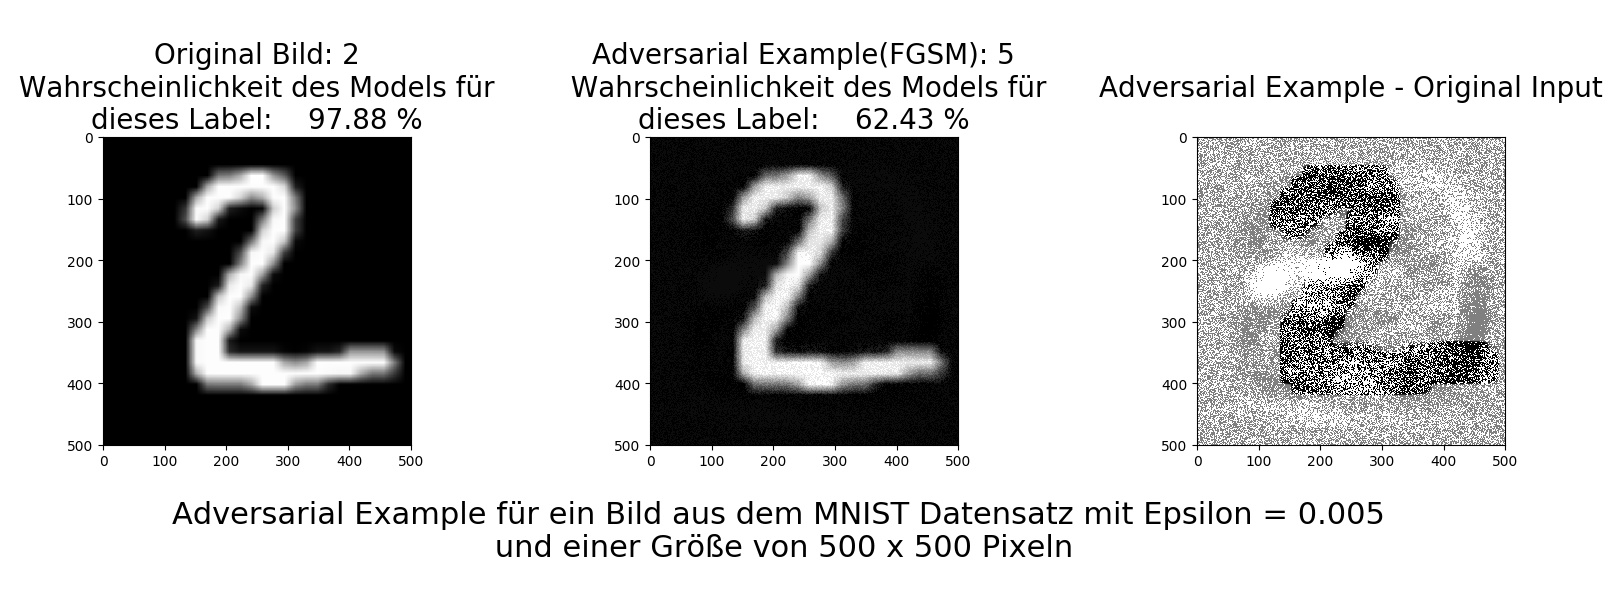 Original Bild: 2
Wahrscheinlichkeit des Models für
dieses Label: 97.88 %
0
100
200
300
400
500
0 100 200 300 400 500
2
Adversarial Example(FGSM): 5
Wahrscheinlichkeit des Models für
dieses Label: 62.43 %
0
100
200
300
400
500
0 100 200 300 400 500
2
Adversarial Example - Original Input
0
100
200
300
400
500
0 100 200 300 400 500
2
Adversarial Example für ein Bild aus dem MNIST Datensatz mit Epsilon = 0.005
und einer Größe von 500 x 500 Pixeln